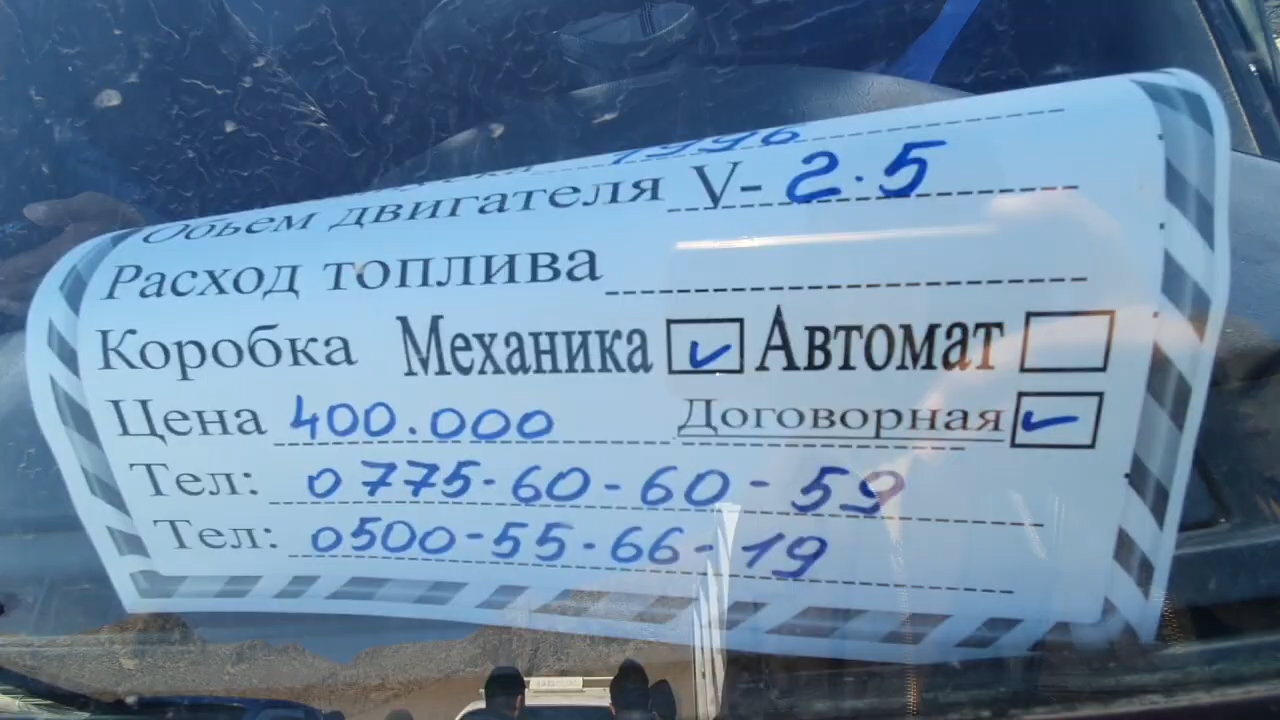 1996
Обьем двигателя V- 2.5
Расход топлива
Коробка Механика Автомат
Цена 400.000 Договорная
Тел: 0775-60-60-59
Тел: 0500-55-66-19